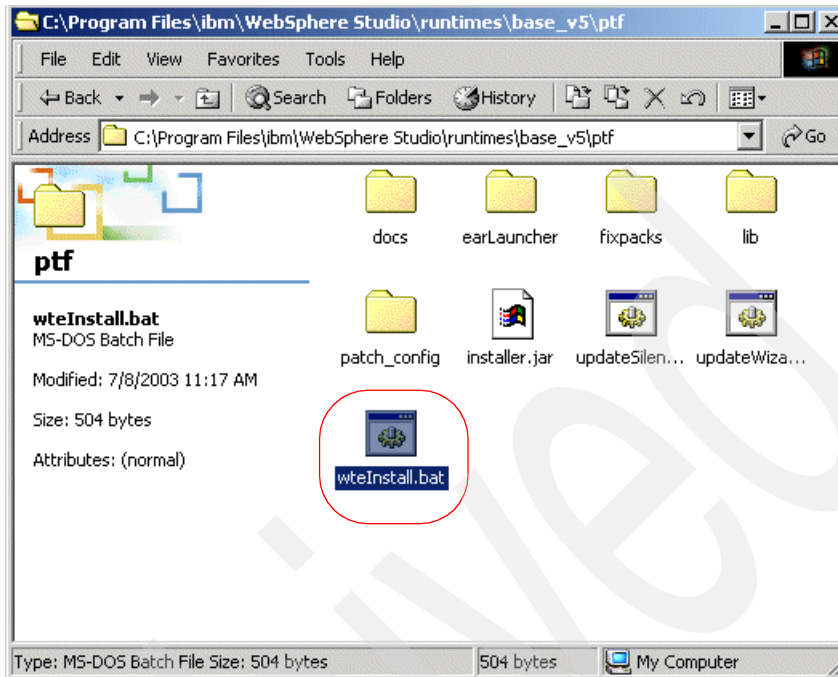 C:\Program Files\ibm\WebSphere Studio\runtimes\base_v5\ptf
File Edit View Favorites Tools Help
Back Search Folders History
Address C:\Program Files\ibm\WebSphere Studio\runtimes\base_v5\ptf Go
docs earLauncher fixpacks lib
ptf
wteInstall.bat
MS-DOS Batch File
patch_config installer.jar updateSilen... updateWiza...
Modified: 7/8/2003 11:17 AM
Size: 504 bytes
Attributes: (normal)
wteInstall.bat
Type: MS-DOS Batch File Size: 504 bytes 504 bytes My Computer